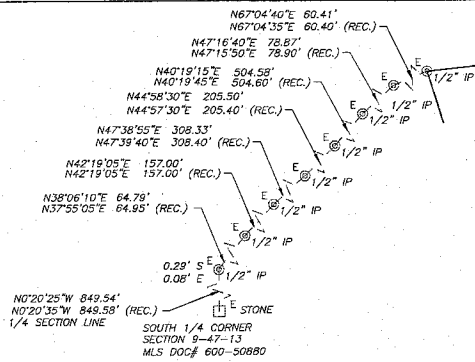 N67°04'40"E 60.41'
N67°04'35"E 60.40' (REC.)
N47°16'40"E 78.87'
N47°15'50"E 78.90' (REC.)
N40°19'15"E 504.58'
N40°19'45"E 504.60' (REC.)
N44°58'30"E 205.50'
N44°57'30"E 205.40' (REC.)
N47°38'55"E 308.33'
N47°39'40"E 308.40' (REC.)
N42°19'05"E 157.00'
N42°19'05"E 157.00' (REC.)
N38°06'10"E 64.79'
N37°55'05"E 64.95' (REC.)
E
1/2" IP
E
1/2" IP
E
1/2" IP
E
1/2" IP
E
1/2" IP
E
1/2" IP
E
1/2" IP
E
0.29' S
0.08' E
1/2" IP
N0°20'25"W 849.54'
N0°20'35"W 849.58' (REC.)
1/4 SECTION LINE
E
STONE
SOUTH 1/4 CORNER
SECTION 9-47-13
MLS DOC# 600-50880